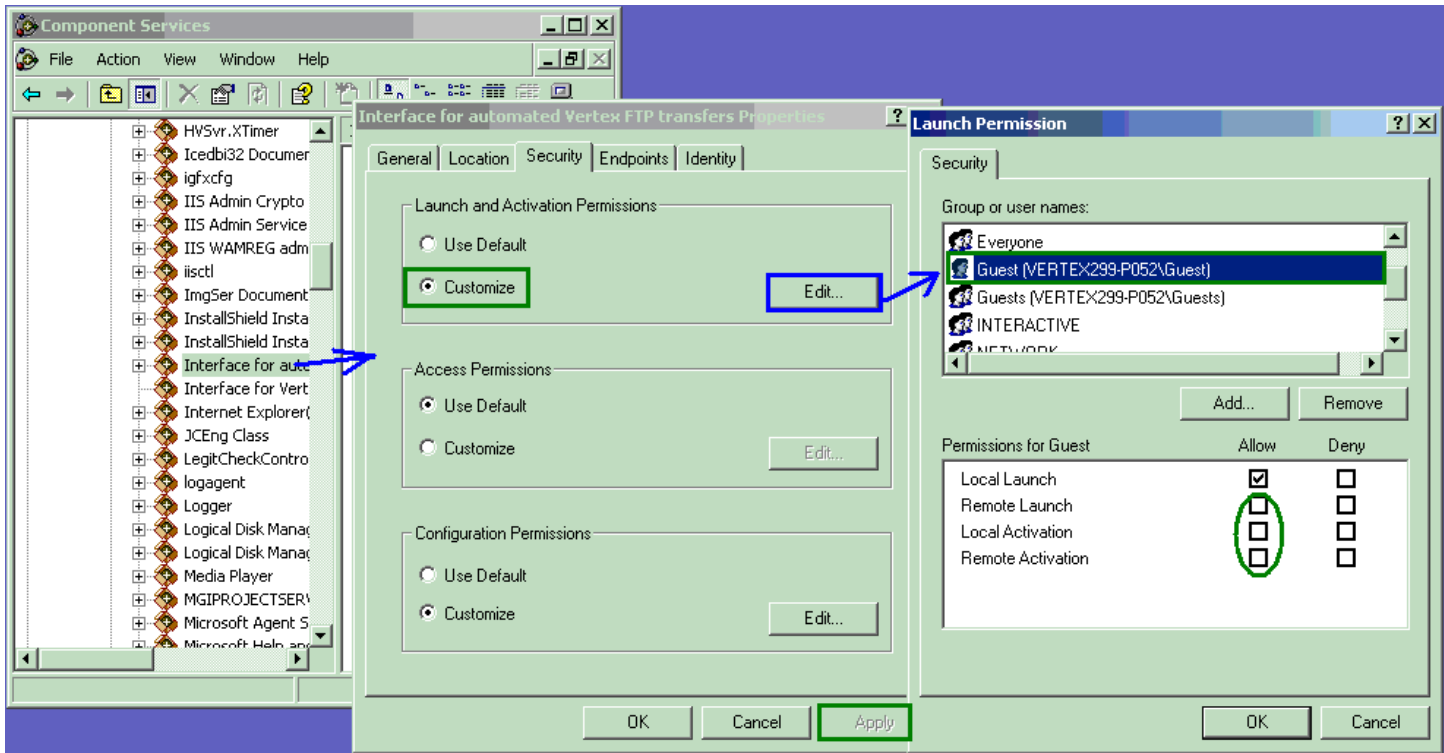 Component Services
File Action View Window Help
HVSvr.XTimer
Icedbi32 Documer
igfxcfg
IIS Admin Crypto
IIS Admin Service
IIS WAMREG adm
iisctl
ImgSer Document
InstallShield Insta
InstallShield Insta
Interface for auto
Interface for Vert
Internet Explorer(
JCEng Class
LegitCheckContro
logagent
Logger
Logical Disk Manag
Logical Disk Manag
Media Player
MGIPROJECTSERV
Microsoft Agent S
Microsoft Help and
Interface for automated Vertex FTP transfers Properties
General Location Security Endpoints Identity
Launch and Activation Permissions
Use Default
Customize
Edit...
Access Permissions
Use Default
Customize
Edit...
Configuration Permissions
Use Default
Customize
Edit...
OK Cancel Apply
Launch Permission
Security
Group or user names:
Everyone
Guest (VERTEX299-P052\Guest)
Guests (VERTEX299-P052\Guests)
INTERACTIVE
NETWORK
Add... Remove
Permissions for Guest Allow Deny
Local Launch
Remote Launch
Local Activation
Remote Activation
OK Cancel